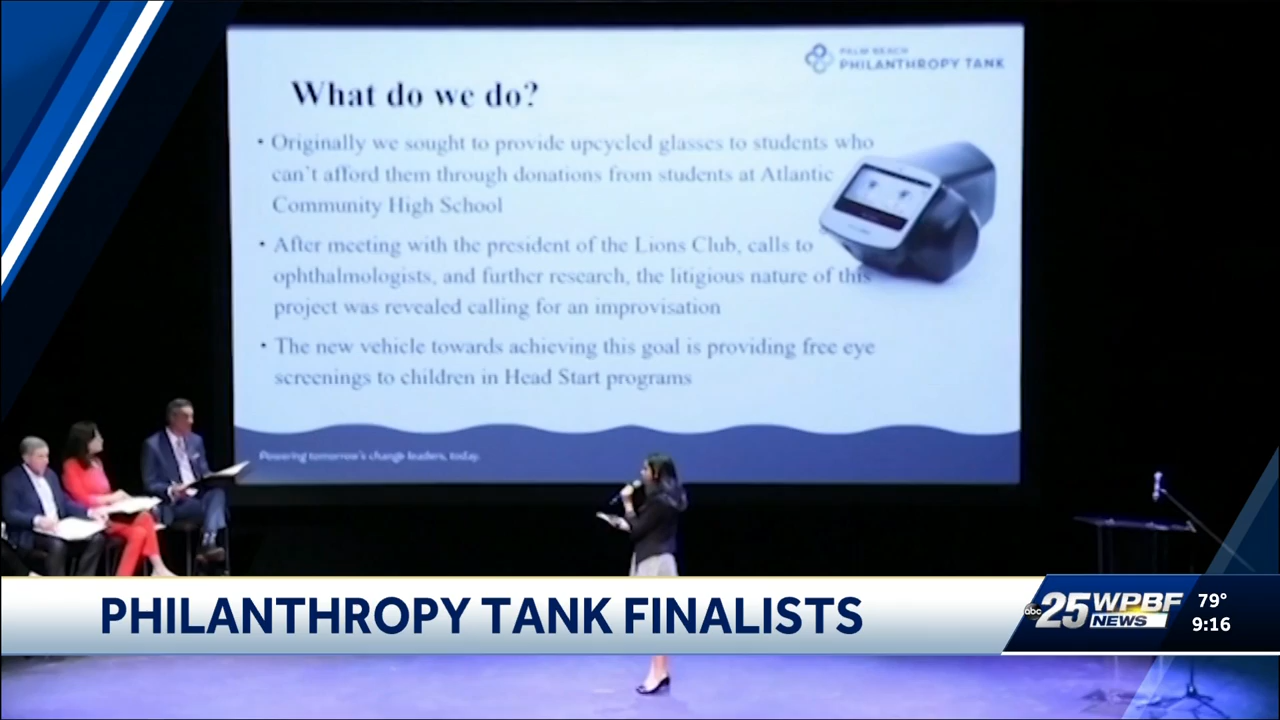 PALM BEACH
PHILANTHROPY TANK
What do we do?
• Originally we sought to provide upcycled glasses to students who
can't afford them through donations from students at Atlantic
Community High School
• After meeting with the president of the Lions Club, calls to
ophthalmologists, and further research, the litigious nature of this
project was revealed calling for an improvisation
• The new vehicle towards achieving this goal is providing free eye
screenings to children in Head Start programs
Powering tomorrow's change leaders, today.
PHILANTHROPY TANK FINALISTS
abc 25 WPBF
NEWS
79°
9:16